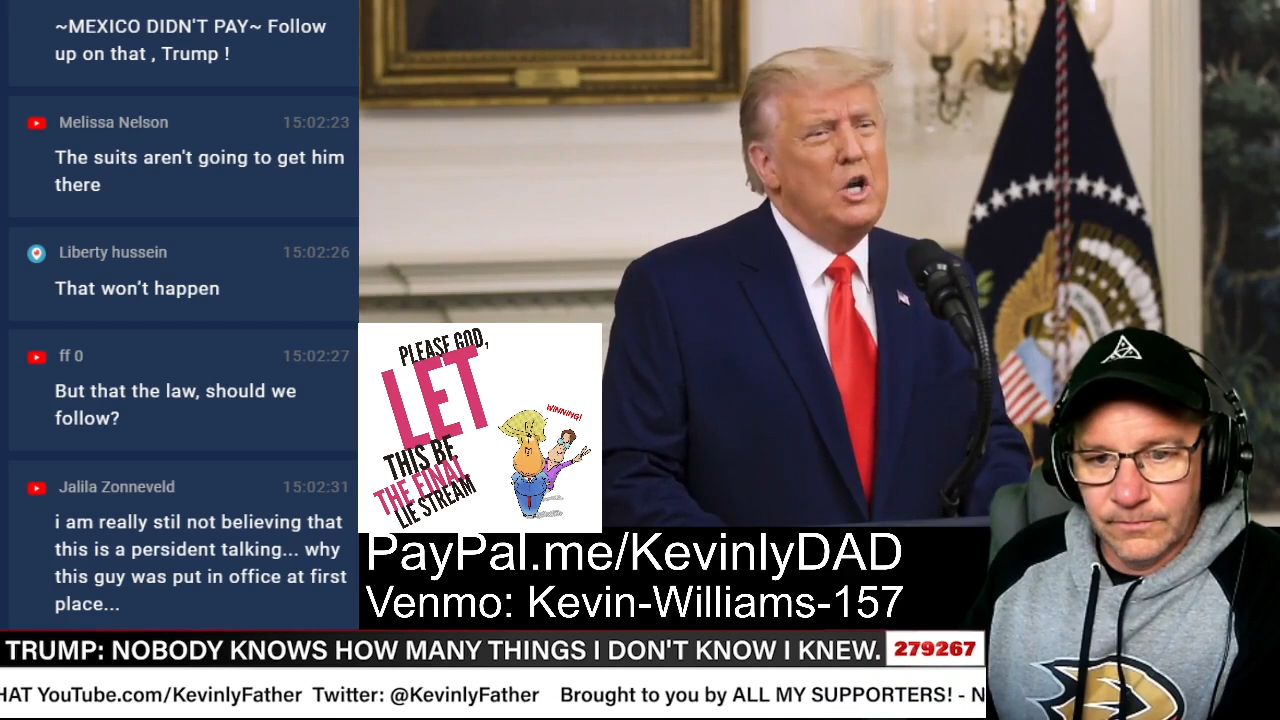 ~MEXICO DIDN'T PAY~ Follow
up on that , Trump !
Melissa Nelson 15:02:23
The suits aren't going to get him
there
Liberty hussein 15:02:26
That won't happen
ff 0 15:02:27
But that the law, should we
follow?
Jalila Zonneveld 15:02:31
i am really stil not believing that
this is a persident talking... why
this guy was put in office at first
place...
PLEASE GOD,
LET
THIS BE
THE FINAL
LIE STREAM
WINNING!
PayPal.me/KevinlyDAD
Venmo: Kevin-Williams-157
TRUMP: NOBODY KNOWS HOW MANY THINGS I DON'T KNOW I KNEW. 279267
HAT YouTube.com/KevinlyFather Twitter: @KevinlyFather Brought to you by ALL MY SUPPORTERS! - N